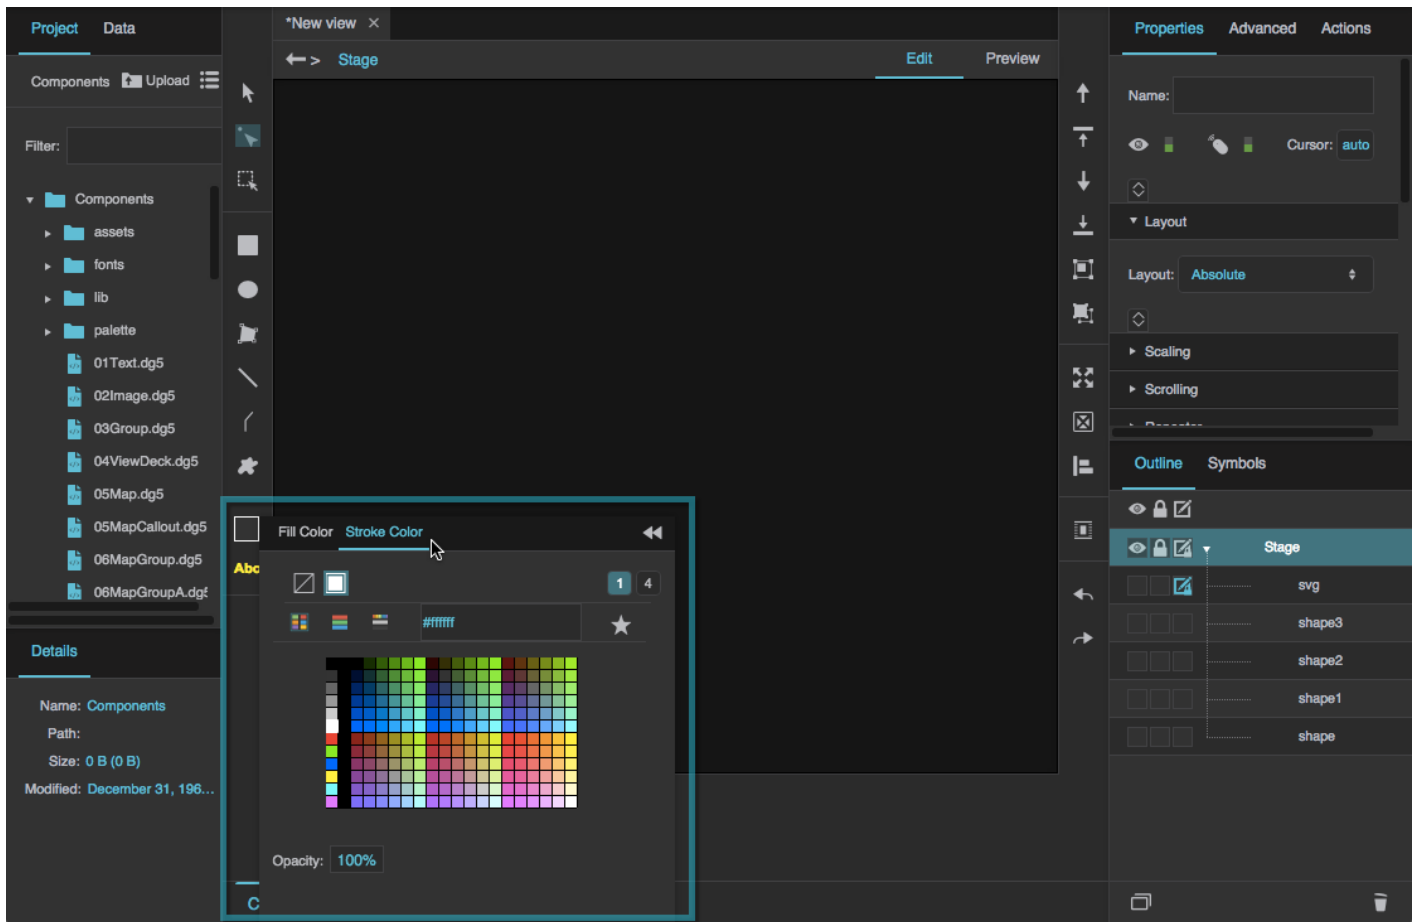 Project Data
Components Upload
Filter:
Components
assets
fonts
lib
palette
01Text.dg5
02Image.dg5
03Group.dg5
04ViewDeck.dg5
05Map.dg5
05MapCallout.dg5
06MapGroup.dg5
06MapGroupA.dg5
Details
Name: Components
Path:
Size: 0 B (0 B)
Modified: December 31, 196...
*New view ×
> Stage
Edit Preview
Abc
Fill Color Stroke Color
1 4
#ffffff
Opacity: 100%
C
Properties Advanced Actions
Name:
Cursor: auto
Layout
Layout: Absolute
Scaling
Scrolling
Repeater
Outline Symbols
Stage
svg
shape3
shape2
shape1
shape